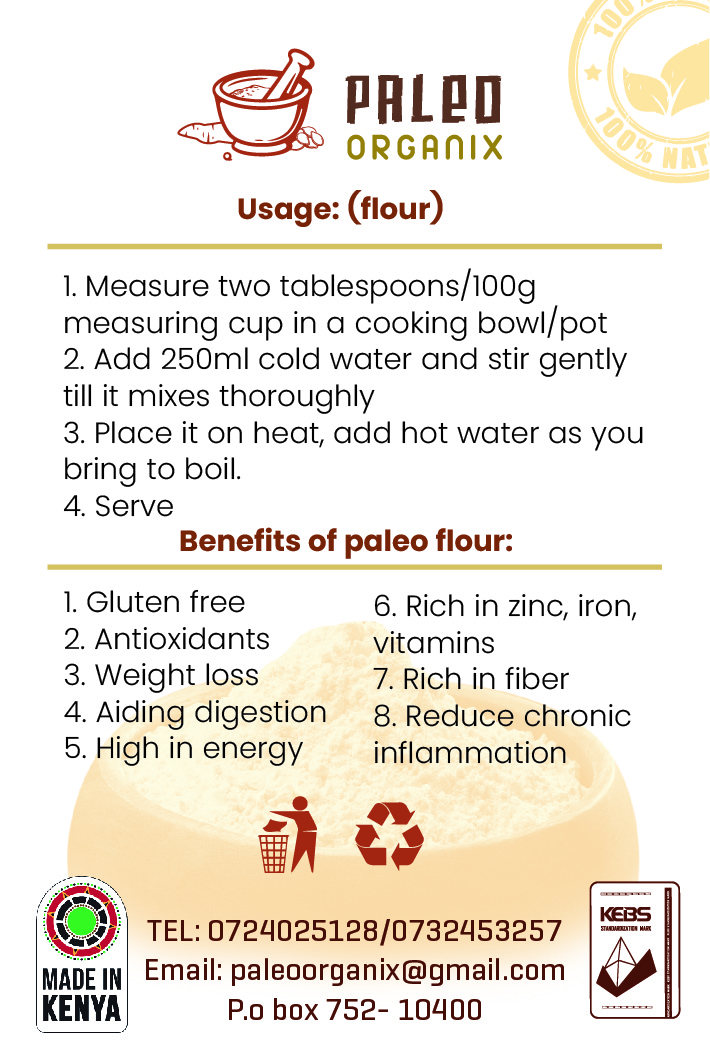 100%
100% NAT
PALEO
ORGANIX
Usage: (flour)
1. Measure two tablespoons/100g
measuring cup in a cooking bowl/pot
2. Add 250ml cold water and stir gently
till it mixes thoroughly
3. Place it on heat, add hot water as you
bring to boil.
4. Serve
Benefits of paleo flour:
1. Gluten free
2. Antioxidants
3. Weight loss
4. Aiding digestion
5. High in energy
6. Rich in zinc, iron,
vitamins
7. Rich in fiber
8. Reduce chronic
inflammation
MADE IN
KENYA
TEL: 0724025128/0732453257
Email: paleoorganix@gmail.com
P.o box 752- 10400
KEBS
STANDARDIZATION MARK